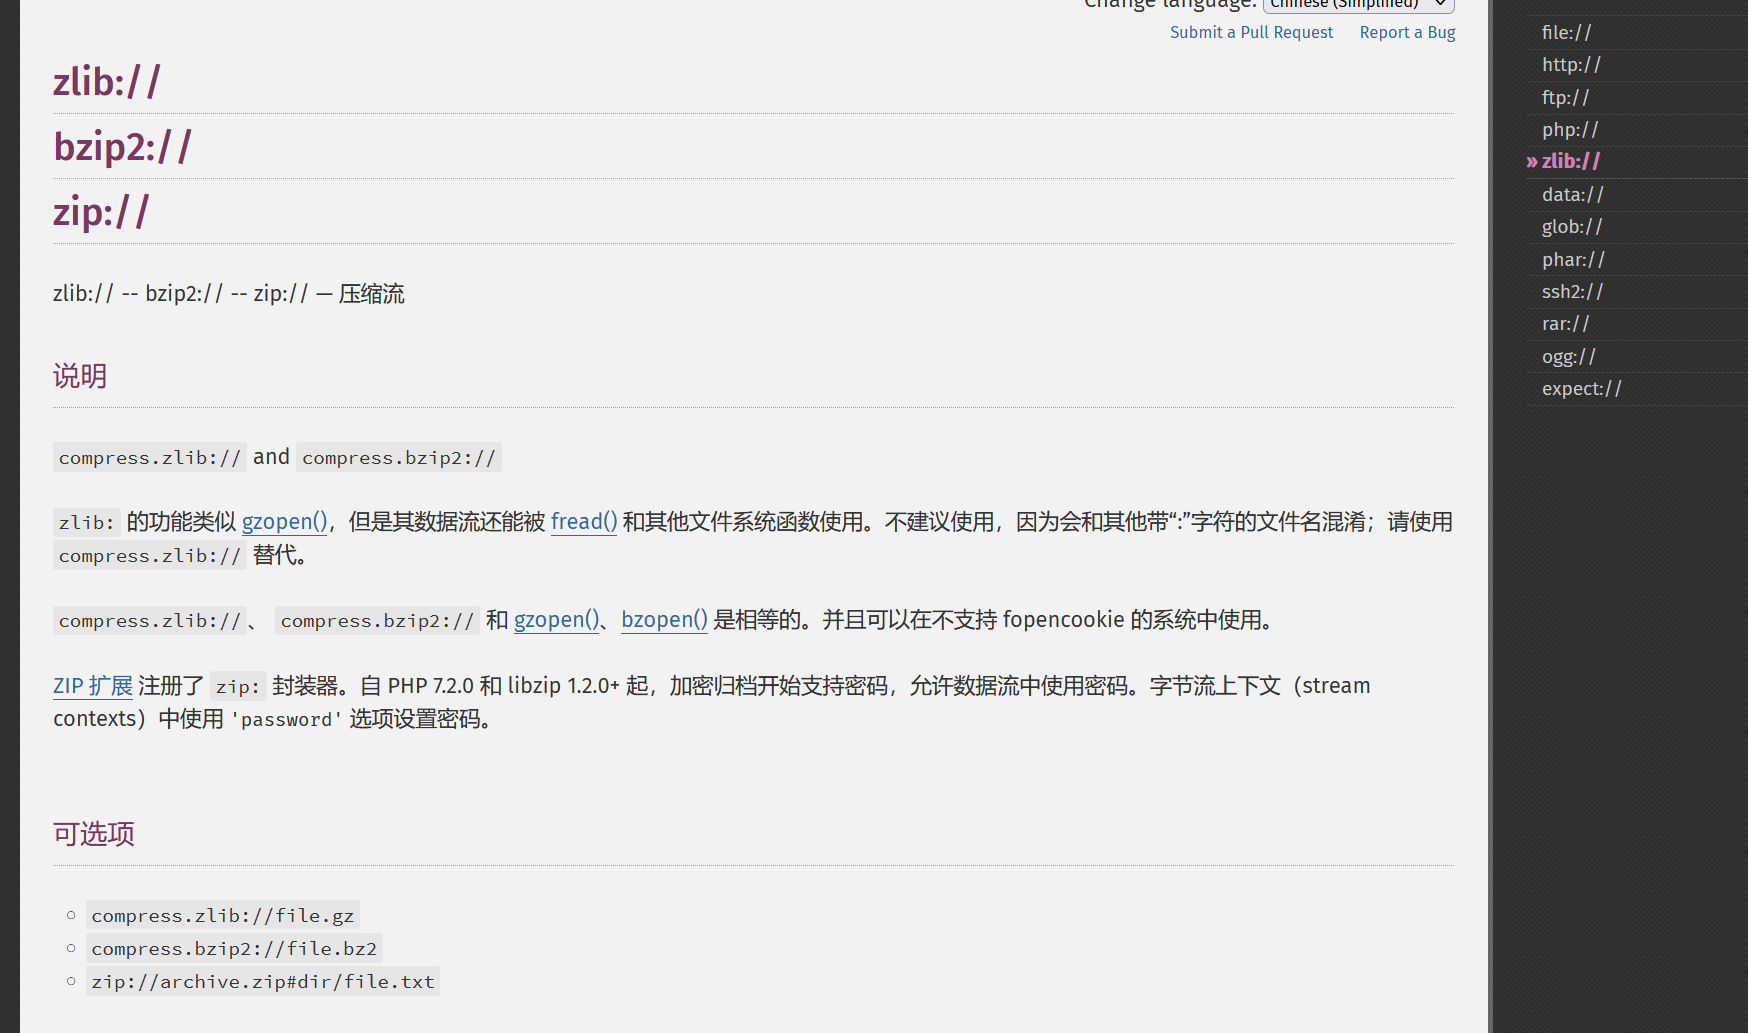 Change language: Chinese (Simplified)
Submit a Pull Request Report a Bug
zlib://
bzip2://
zip://
zlib:// -- bzip2:// -- zip:// — 压缩流
说明
compress.zlib:// and compress.bzip2://
zlib: 的功能类似 gzopen()，但是其数据流还能被 fread() 和其他文件系统函数使用。不建议使用，因为会和其他带“:”字符的文件名混淆；请使用
compress.zlib:// 替代。
compress.zlib://、 compress.bzip2:// 和 gzopen()、bzopen() 是相等的。并且可以在不支持 fopencookie 的系统中使用。
ZIP 扩展 注册了 zip: 封装器。自 PHP 7.2.0 和 libzip 1.2.0+ 起，加密归档开始支持密码，允许数据流中使用密码。字节流上下文（stream
contexts）中使用 'password' 选项设置密码。
可选项
compress.zlib://file.gz
compress.bzip2://file.bz2
zip://archive.zip#dir/file.txt
file://
http://
ftp://
php://
» zlib://
data://
glob://
phar://
ssh2://
rar://
ogg://
expect://